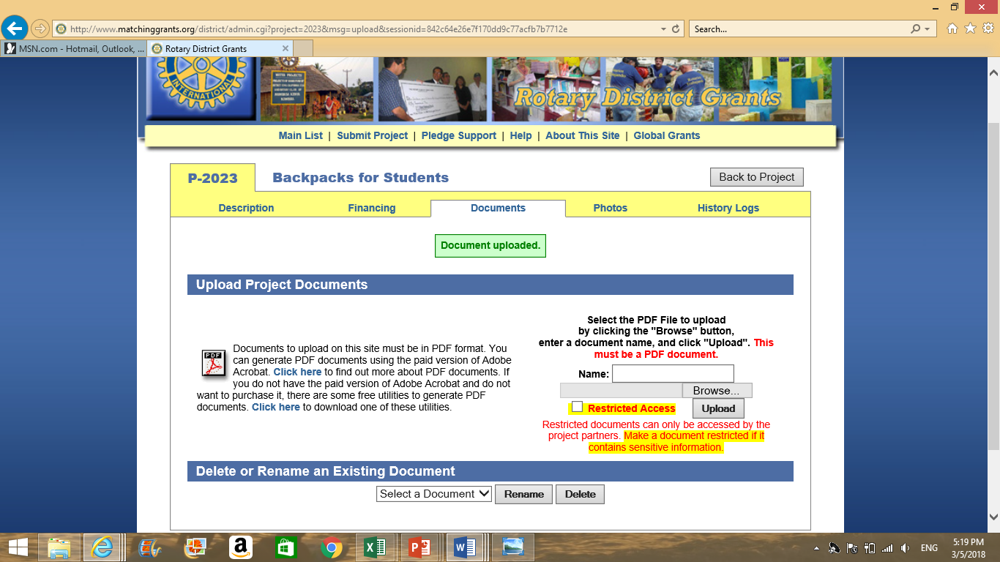 http://www.matchinggrants.org/district/admin.cgi?project=2023&msg=upload&sessionid=842c64e26e7f170dd9c77acfb7b7712e
Search...
MSN.com - Hotmail, Outlook, ...
Rotary District Grants
INTERNATIONAL
Rotary District Grants
Main List | Submit Project | Pledge Support | Help | About This Site | Global Grants
P-2023
Backpacks for Students
Back to Project
Description
Financing
Documents
Photos
History Logs
Document uploaded.
Upload Project Documents
Select the PDF File to upload
by clicking the "Browse" button,
enter a document name, and click "Upload". This
must be a PDF document.
PDF
Documents to upload on this site must be in PDF format. You
can generate PDF documents using the paid version of Adobe
Acrobat. Click here to find out more about PDF documents. If
you do not have the paid version of Adobe Acrobat and do not
want to purchase it, there are some free utilities to generate PDF
documents. Click here to download one of these utilities.
Name:
Browse...
Restricted Access
Upload
Restricted documents can only be accessed by the
project partners. Make a document restricted if it
contains sensitive information.
Delete or Rename an Existing Document
Select a Document
Rename
Delete
ENG
5:19 PM
3/5/2018